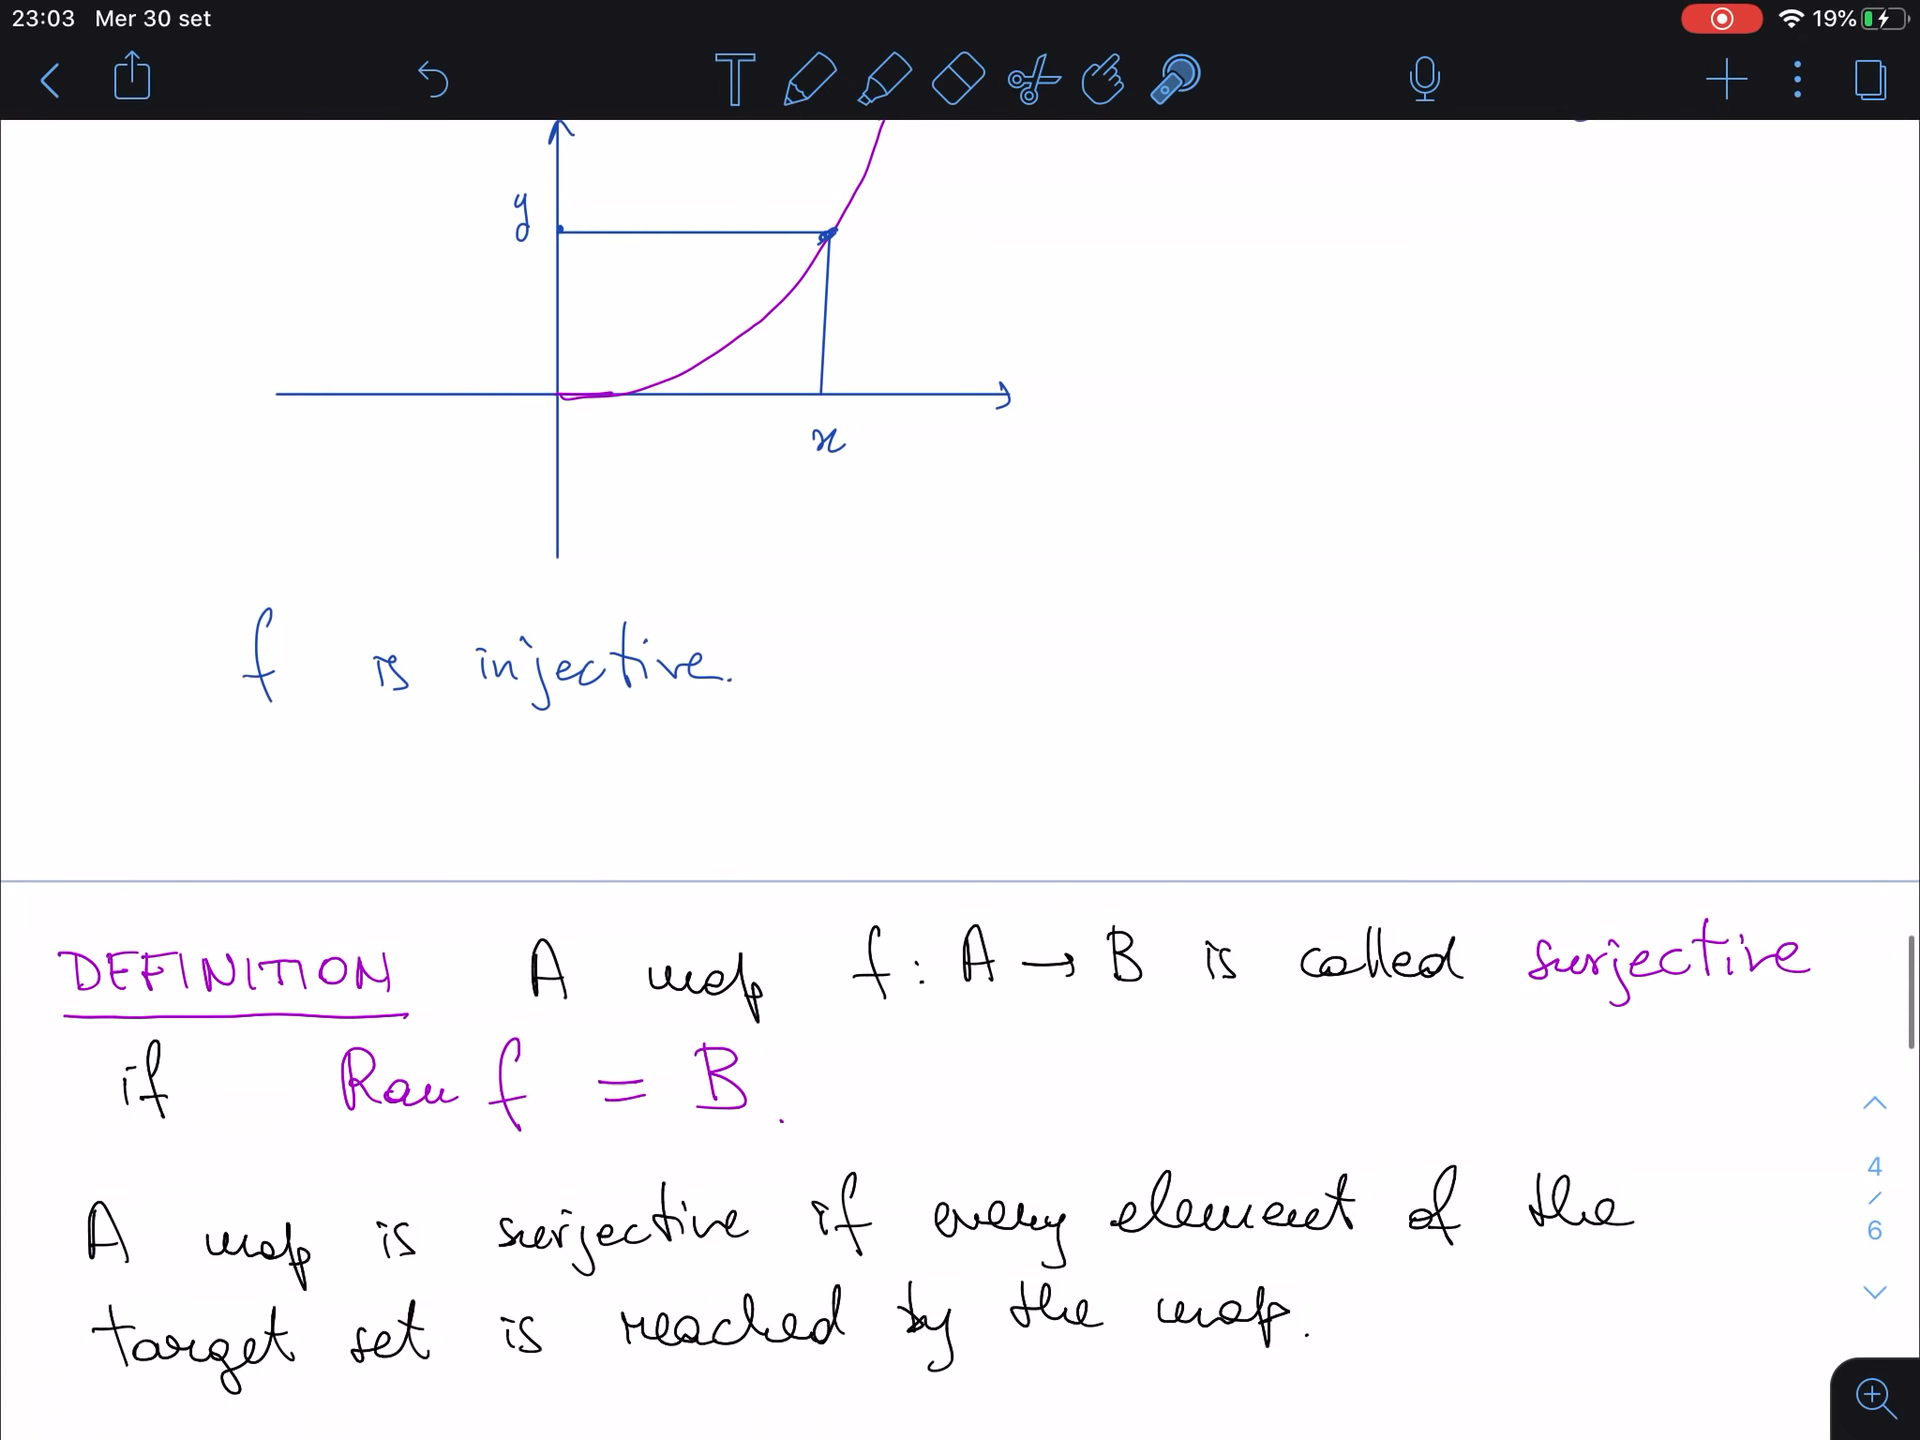 23:03 Mer 30 set 19%
y
x
f is injective.
DEFINITION A map f: A → B is called surjective
if Ran f = B.
A map is surjective if every element of the
target set is reached by the map.
4
/
6